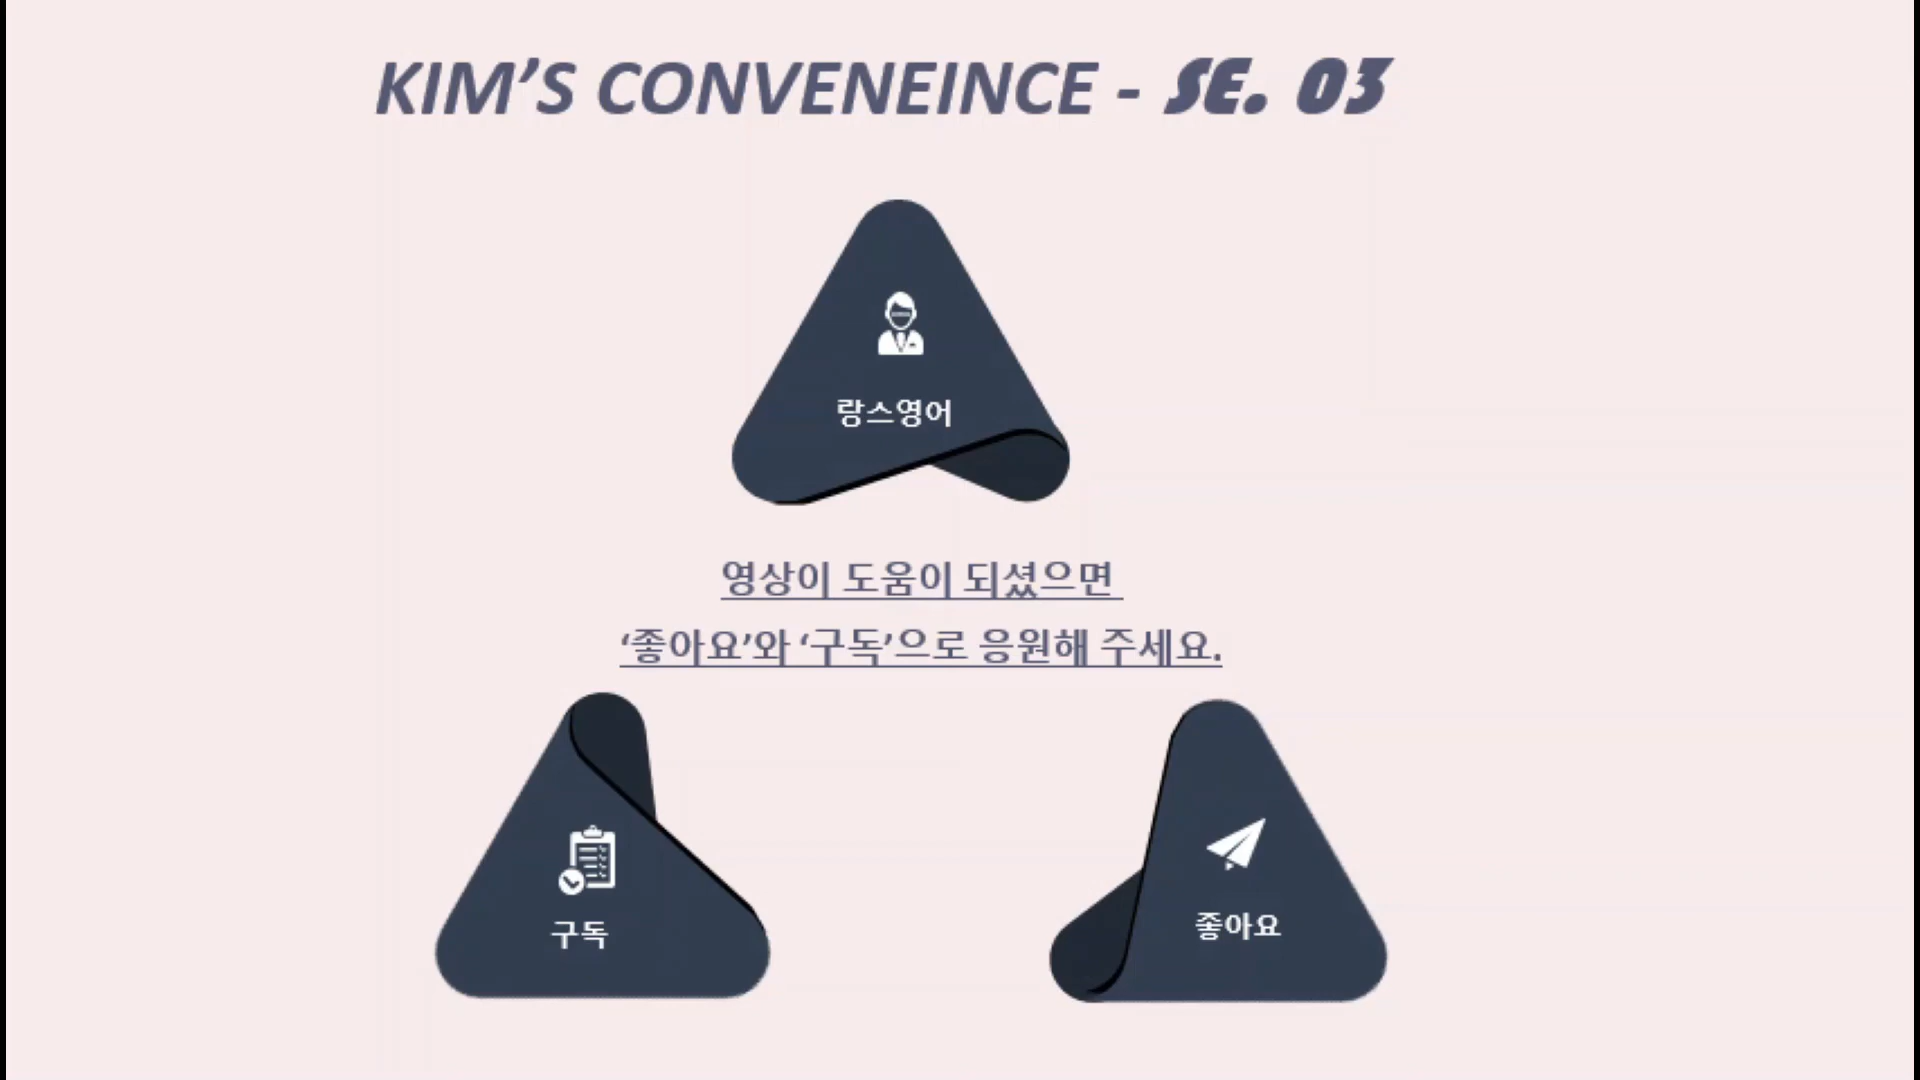 KIM’S CONVENEINCE - SE. 03
랑스영어
영상이 도움이 되셨으면
‘좋아요’와 ‘구독’으로 응원해 주세요.
구독
좋아요